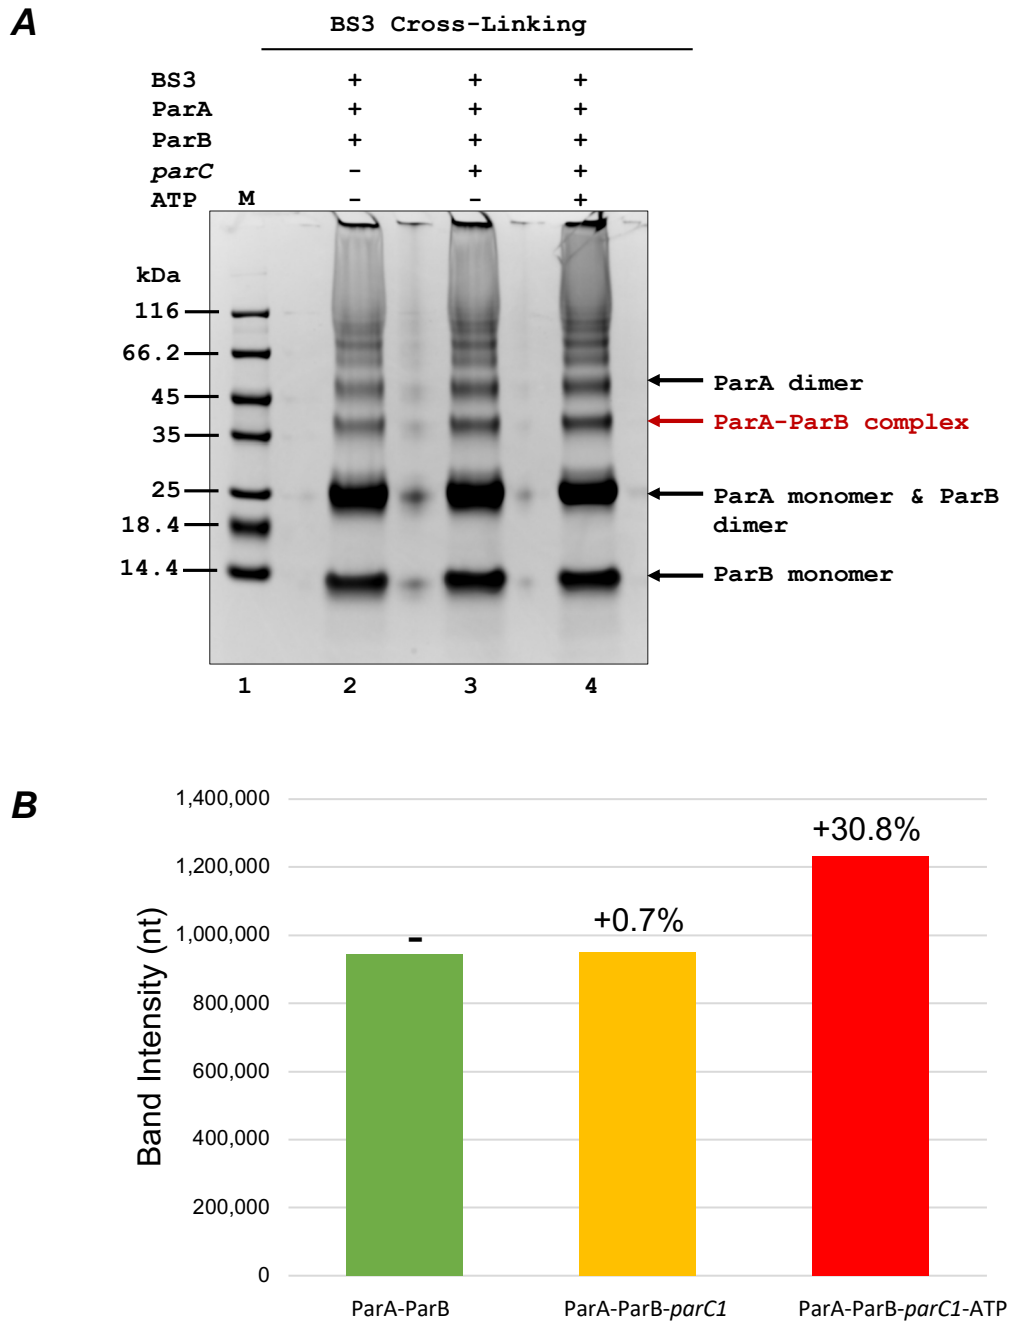 A
BS3 Cross-Linking
BS3 + + +
ParA + + +
ParB + + +
parC - + +
ATP M - - +
kDa
116
66.2
45
35
25
18.4
14.4
ParA dimer
ParA-ParB complex
ParA monomer & ParB
dimer
ParB monomer
1 2 3 4
B
Band Intensity (nt)
1,400,000
1,200,000
1,000,000
800,000
600,000
400,000
200,000
0
-
+0.7%
+30.8%
ParA-ParB
ParA-ParB-parC1
ParA-ParB-parC1-ATP